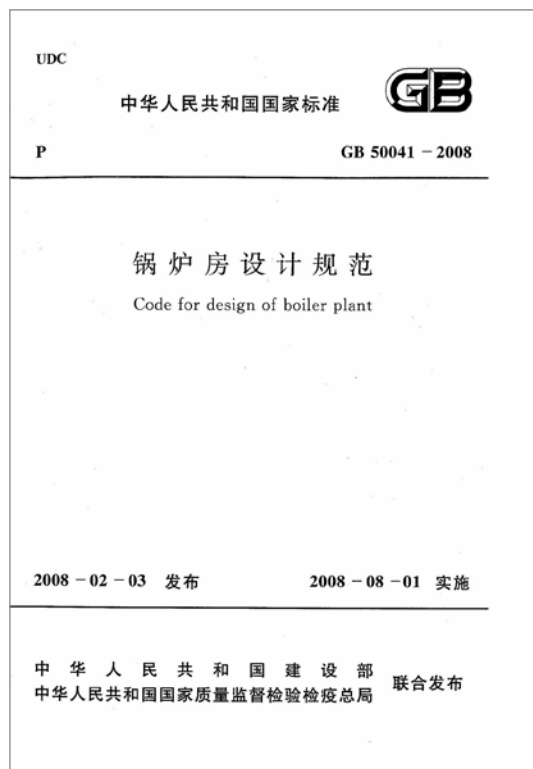 UDC
中华人民共和国国家标准
GB
P
GB 50041－2008
锅炉房设计规范
Code for design of boiler plant
2008－02－03 发布
2008－08－01 实施
中华人民共和国建设部
中华人民共和国国家质量监督检验检疫总局
联合发布